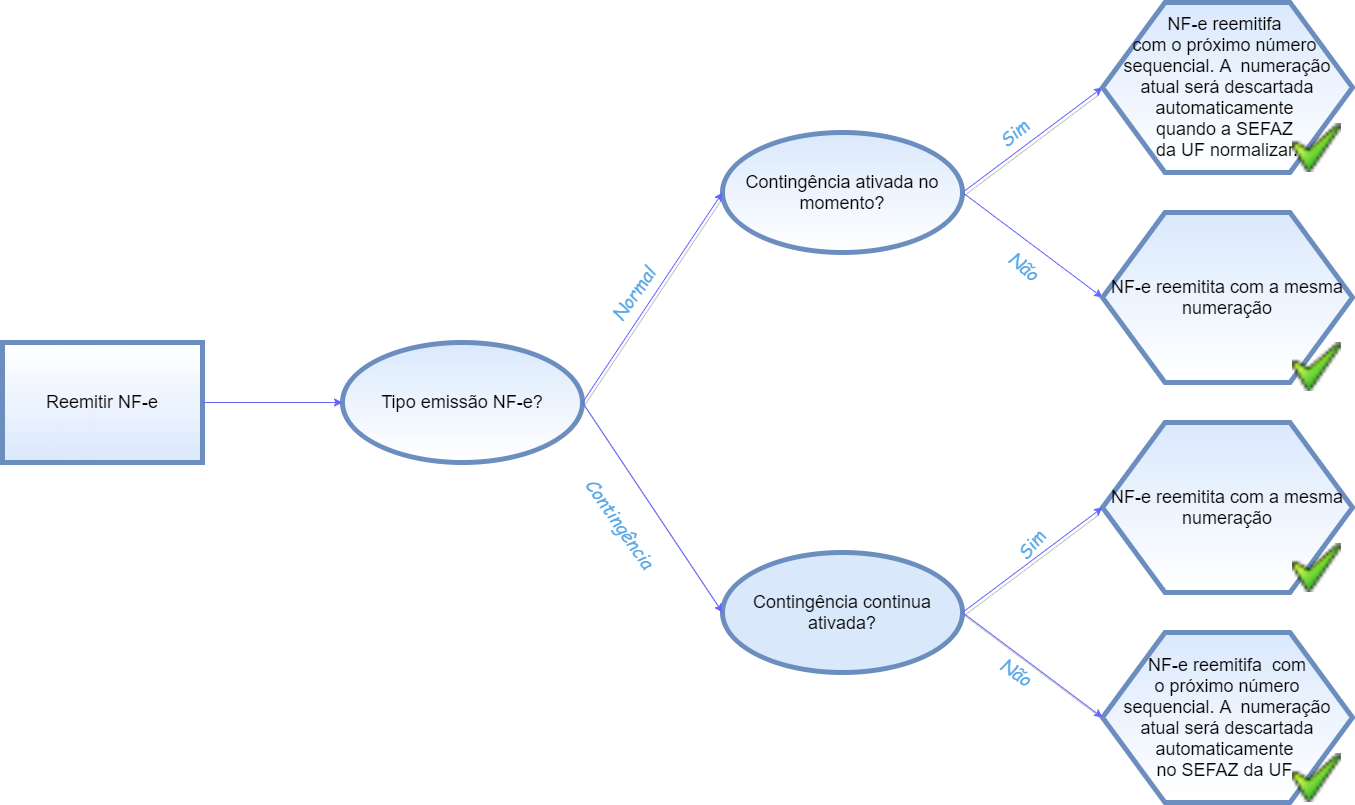 Reemitir NF-e
Tipo emissão NF-e?
Normal
Contingência
Contingência ativada no
momento?
Sim
Não
NF-e reemitifa
com o próximo número
sequencial. A  numeração
atual será descartada
automaticamente
quando a SEFAZ
da UF normalizar.
NF-e reemitita com a mesma
numeração
Contingência continua
ativada?
Sim
Não
NF-e reemitita com a mesma
numeração
NF-e reemitifa  com
o próximo número
sequencial. A  numeração
atual será descartada
automaticamente
no SEFAZ da UF